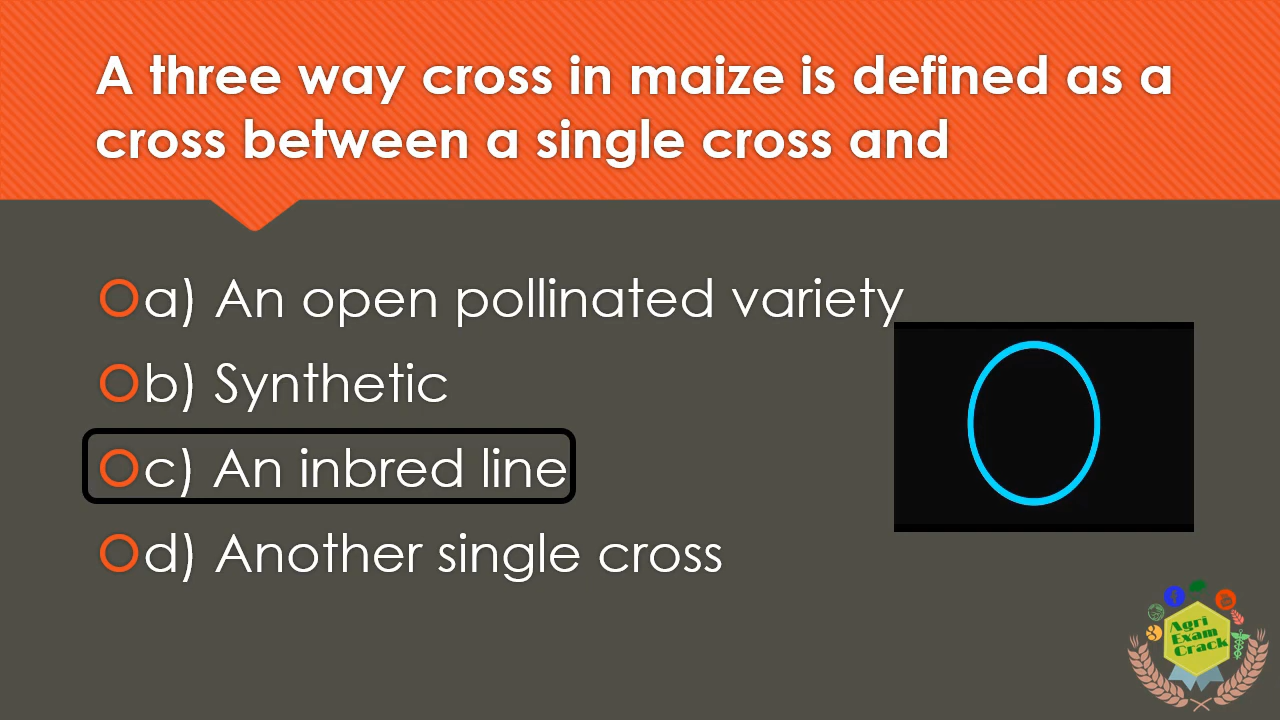 A three way cross in maize is defined as a
cross between a single cross and
a) An open pollinated variety
b) Synthetic
c) An inbred line
d) Another single cross
Agri
Exam
Crack